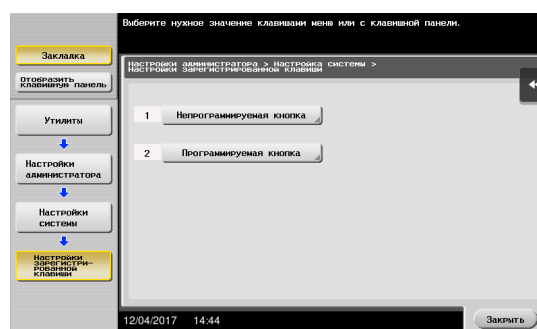 Выберите нужное значение клавишами меню или с клавишной панели.
Закладка
Отобразить
клавишную панель
Настройки администратора > Настройка системы >
Настройки зарегистрированной клавиши
Утилиты
1 Непрограммируемая кнопка
2 Программируемая кнопка
Настройки
администратора
Настройки
системы
Настройки
зарегистри-
рованной
клавиши
12/04/2017 14:44
Закрыть